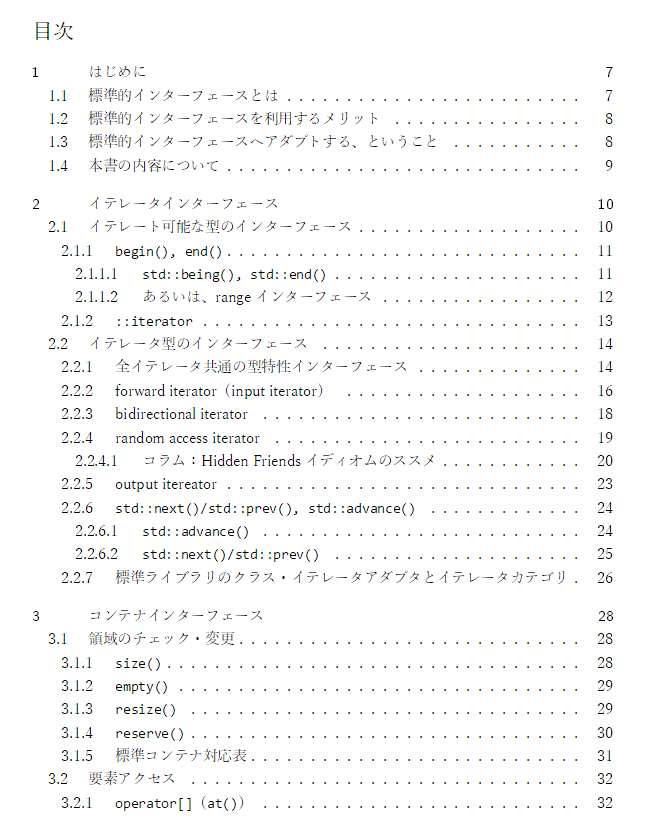 目次
1 はじめに 7
1.1 標準的インターフェースとは . . . . . . . . . . . . . . . . . . . . . . . . . 7
1.2 標準的インターフェースを利用するメリット . . . . . . . . . . . . . . . . 8
1.3 標準的インターフェースへアダプトする、ということ . . . . . . . . . . . 8
1.4 本書の内容について . . . . . . . . . . . . . . . . . . . . . . . . . . . . . . 9
2 イテレータインターフェース 10
2.1 イテレート可能な型のインターフェース . . . . . . . . . . . . . . . . . . . 10
2.1.1 begin(), end() . . . . . . . . . . . . . . . . . . . . . . . . . . . . . . 11
2.1.1.1 std::being(), std::end() . . . . . . . . . . . . . . . . . . . . . 11
2.1.1.2 あるいは、range インターフェース . . . . . . . . . . . . . . . . . 12
2.1.2 ::iterator . . . . . . . . . . . . . . . . . . . . . . . . . . . . . . . . 13
2.2 イテレータ型のインターフェース . . . . . . . . . . . . . . . . . . . . . . 14
2.2.1 全イテレータ共通の型特性インターフェース . . . . . . . . . . . . . . 14
2.2.2 forward iterator（input iterator） . . . . . . . . . . . . . . . . . . . . 16
2.2.3 bidirectional iterator . . . . . . . . . . . . . . . . . . . . . . . . . . . 18
2.2.4 random access iterator . . . . . . . . . . . . . . . . . . . . . . . . . . 19
2.2.4.1 コラム：Hidden Friends イディオムのススメ . . . . . . . . . . . . 20
2.2.5 output itereator . . . . . . . . . . . . . . . . . . . . . . . . . . . . . . 23
2.2.6 std::next()/std::prev(), std::advance() . . . . . . . . . . . . . . 24
2.2.6.1 std::advance() . . . . . . . . . . . . . . . . . . . . . . . . . . . 24
2.2.6.2 std::next()/std::prev() . . . . . . . . . . . . . . . . . . . . . 25
2.2.7 標準ライブラリのクラス・イテレータアダプタとイテレータカテゴリ . 26
3 コンテナインターフェース 28
3.1 領域のチェック・変更 . . . . . . . . . . . . . . . . . . . . . . . . . . . . . 28
3.1.1 size() . . . . . . . . . . . . . . . . . . . . . . . . . . . . . . . . . . . 28
3.1.2 empty() . . . . . . . . . . . . . . . . . . . . . . . . . . . . . . . . . . 29
3.1.3 resize() . . . . . . . . . . . . . . . . . . . . . . . . . . . . . . . . . 29
3.1.4 reserve() . . . . . . . . . . . . . . . . . . . . . . . . . . . . . . . . . 30
3.1.5 標準コンテナ対応表 . . . . . . . . . . . . . . . . . . . . . . . . . . . . 31
3.2 要素アクセス . . . . . . . . . . . . . . . . . . . . . . . . . . . . . . . . . 32
3.2.1 operator[]（at()） . . . . . . . . . . . . . . . . . . . . . . . . . . . 32